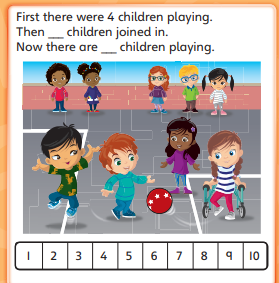 First there were 4 children playing.
Then __ children joined in.
Now there are __ children playing.
1 2 3 4 5 6 7 8 9 10